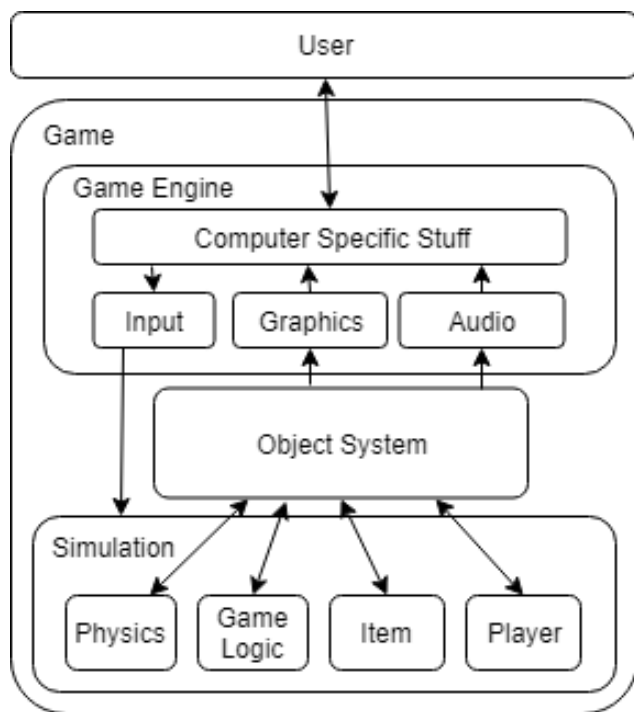 User
Game
Game Engine
Computer Specific Stuff
Input
Graphics
Audio
Object System
Simulation
Physics
Game
Logic
Item
Player